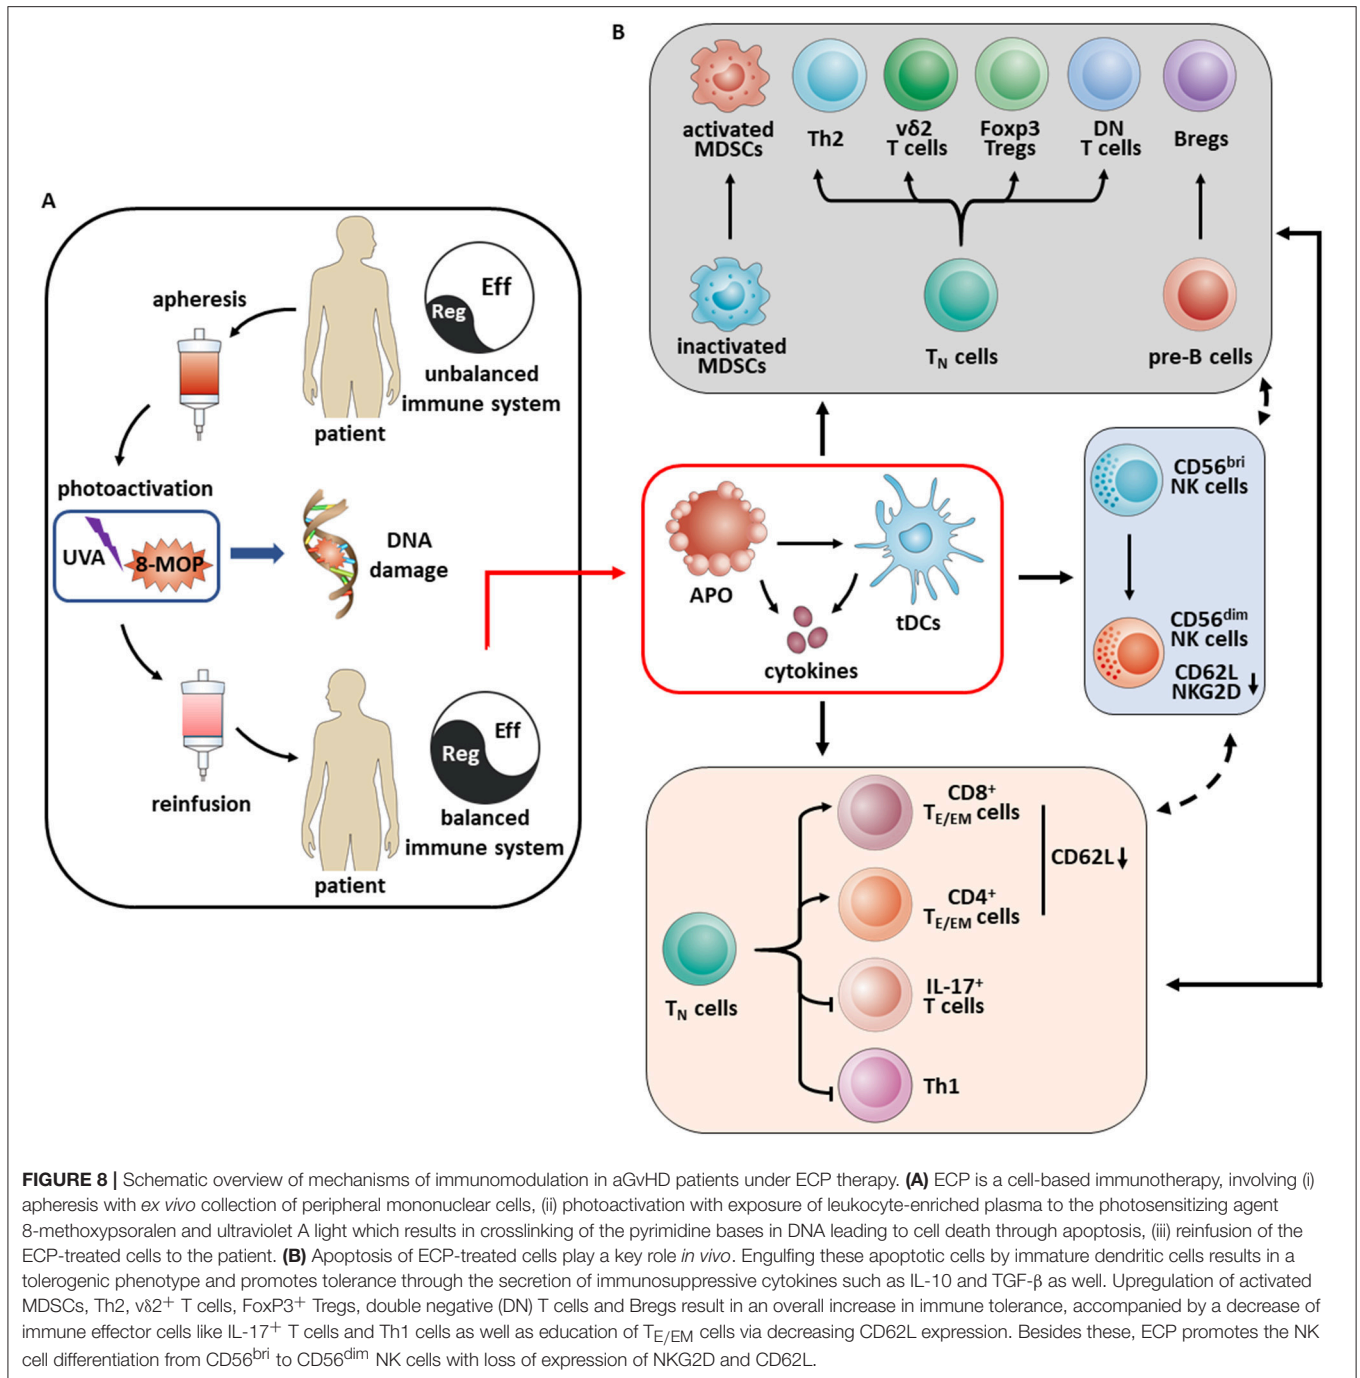 A
apheresis
patient
Eff
Reg
unbalanced
immune system
photoactivation
UVA
8-MOP
DNA
damage
reinfusion
patient
Eff
Reg
balanced
immune system
B
activated
MDSCs
Th2
vδ2
T cells
Foxp3
Tregs
DN
T cells
Bregs
inactivated
MDSCs
TN cells
pre-B cells
APO
tDCs
cytokines
CD56bri
NK cells
CD56dim
NK cells
CD62L
NKG2D
TN cells
CD8+
TE/EM cells
CD4+
TE/EM cells
CD62L
IL-17+
T cells
Th1
FIGURE 8 | Schematic overview of mechanisms of immunomodulation in aGvHD patients under ECP therapy. (A) ECP is a cell-based immunotherapy, involving (i)
apheresis with ex vivo collection of peripheral mononuclear cells, (ii) photoactivation with exposure of leukocyte-enriched plasma to the photosensitizing agent
8-methoxypsoralen and ultraviolet A light which results in crosslinking of the pyrimidine bases in DNA leading to cell death through apoptosis, (iii) reinfusion of the
ECP-treated cells to the patient. (B) Apoptosis of ECP-treated cells play a key role in vivo. Engulfing these apoptotic cells by immature dendritic cells results in a
tolerogenic phenotype and promotes tolerance through the secretion of immunosuppressive cytokines such as IL-10 and TGF-β as well. Upregulation of activated
MDSCs, Th2, vδ2+ T cells, FoxP3+ Tregs, double negative (DN) T cells and Bregs result in an overall increase in immune tolerance, accompanied by a decrease of
immune effector cells like IL-17+ T cells and Th1 cells as well as education of TE/EM cells via decreasing CD62L expression. Besides these, ECP promotes the NK
cell differentiation from CD56bri to CD56dim NK cells with loss of expression of NKG2D and CD62L.